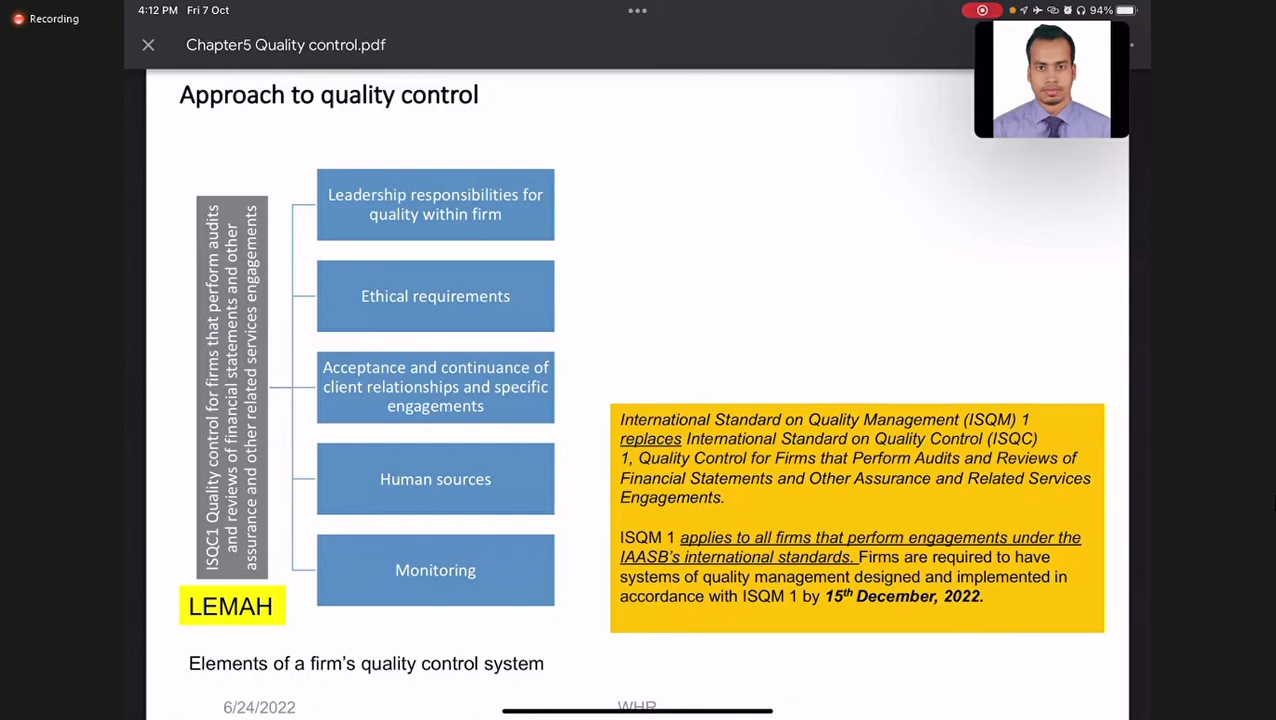 Recording
4:12 PM Fri 7 Oct
94%
Chapter5 Quality control.pdf
Approach to quality control
ISQC1 Quality control for firms that perform audits
and reviews of financial statements and other
assurance and other related services engagements
Leadership responsibilities for
quality within firm
Ethical requirements
Acceptance and continuance of
client relationships and specific
engagements
Human sources
Monitoring
LEMAH
Elements of a firm's quality control system
International Standard on Quality Management (ISQM) 1
replaces International Standard on Quality Control (ISQC)
1, Quality Control for Firms that Perform Audits and Reviews of
Financial Statements and Other Assurance and Related Services
Engagements.
ISQM 1 applies to all firms that perform engagements under the
IAASB's international standards. Firms are required to have
systems of quality management designed and implemented in
accordance with ISQM 1 by 15th December, 2022.
6/24/2022
WHR